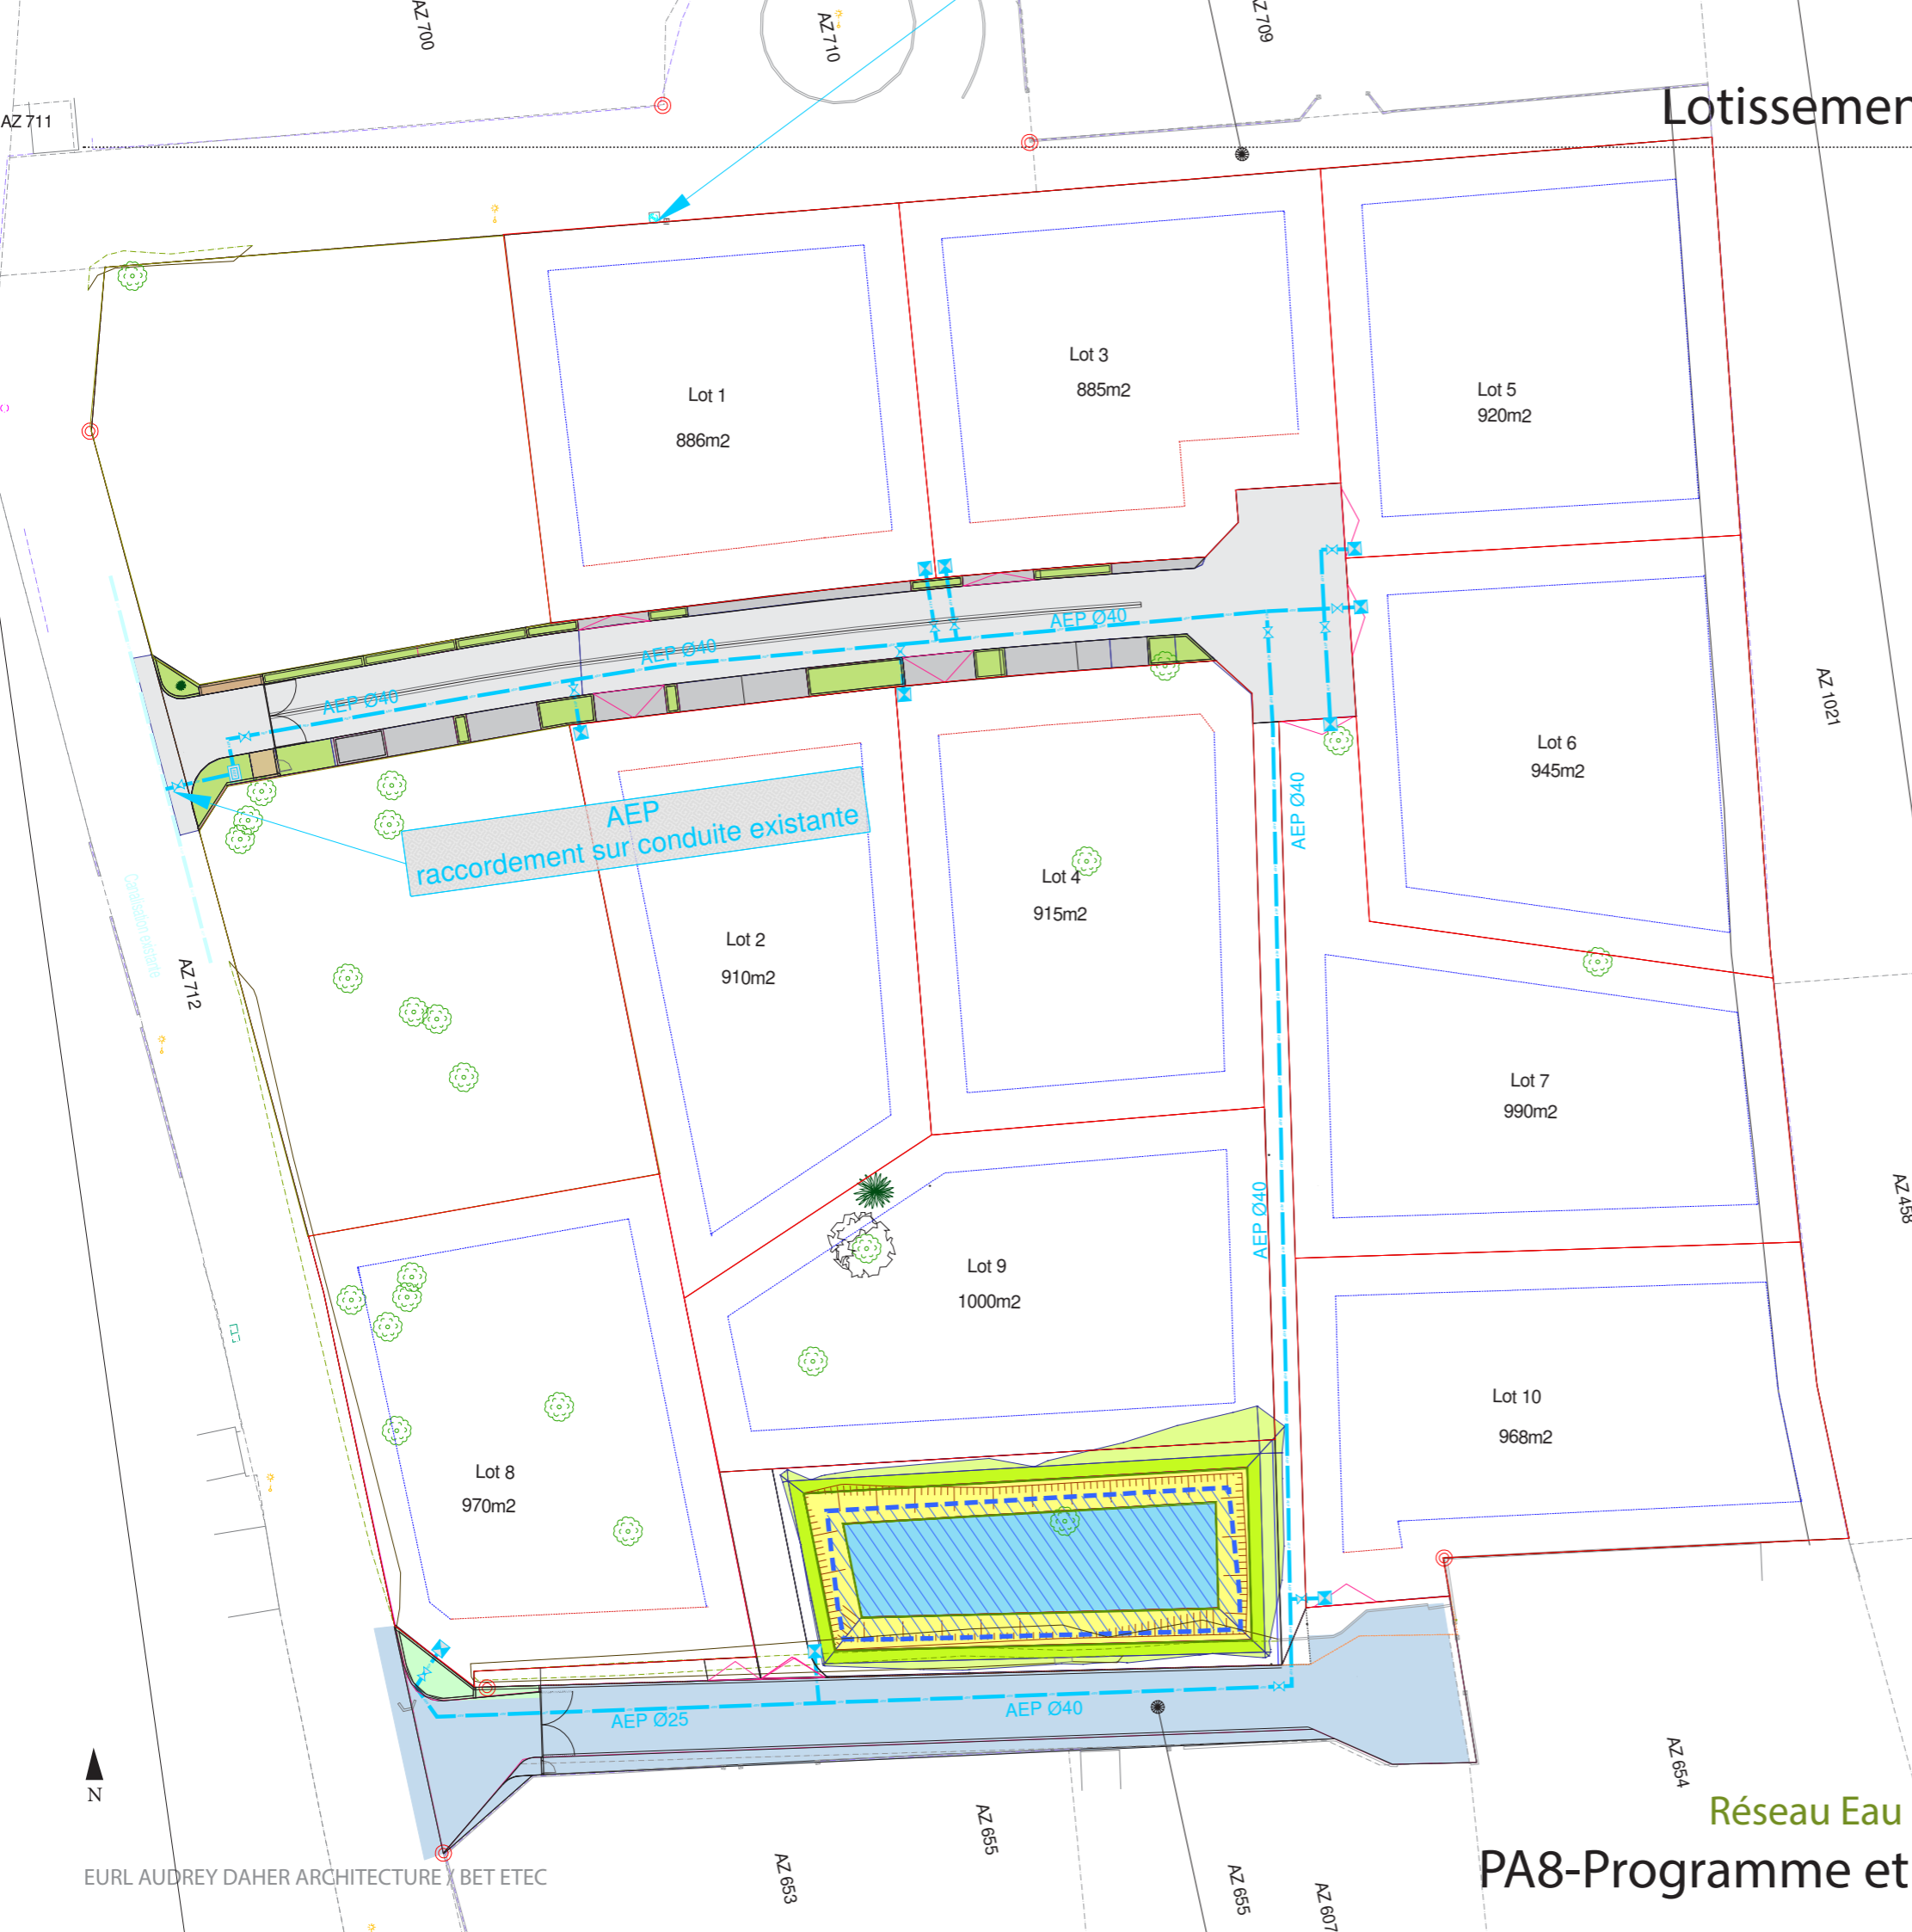 AZ 700
AZ 710
AZ 709
AZ 711
Lotissemen
Lot 1
886m2
Lot 3
885m2
Lot 5
920m2
AEP Ø40
AEP Ø40
AEP Ø40
AEP
raccordement sur conduite existante
Canalisation existante
AZ 712
Lot 2
910m2
Lot 4
915m2
AEP Ø40
Lot 6
945m2
AZ 1021
Lot 7
990m2
AZ 458
AEP Ø40
Lot 9
1000m2
Lot 10
968m2
Lot 8
970m2
AEP Ø25
AEP Ø40
N
AZ 654
AZ 655
AZ 653
AZ 655
AZ 607
Réseau Eau
PA8-Programme et
EURL AUDREY DAHER ARCHITECTURE / BET ETEC